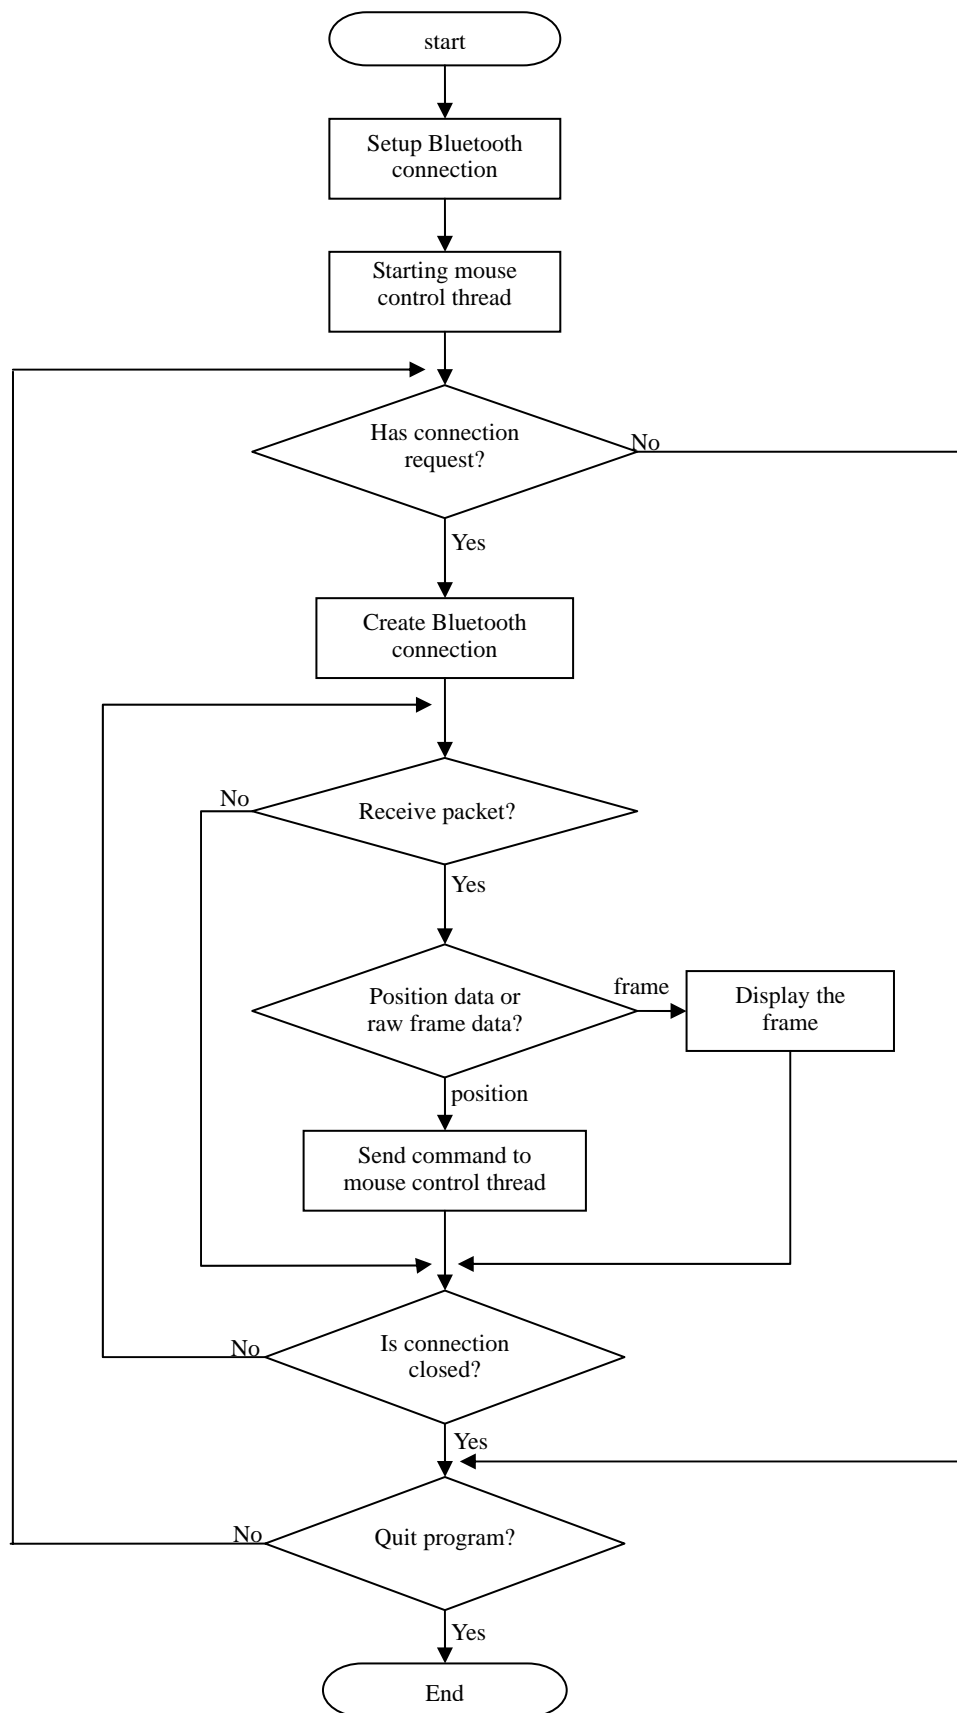 start
Setup Bluetooth
connection
Starting mouse
control thread
Has connection
request?
No
Yes
Create Bluetooth
connection
No
Receive packet?
Yes
Position data or
raw frame data?
frame
Display the
frame
position
Send command to
mouse control thread
No
Is connection
closed?
Yes
No
Quit program?
Yes
End